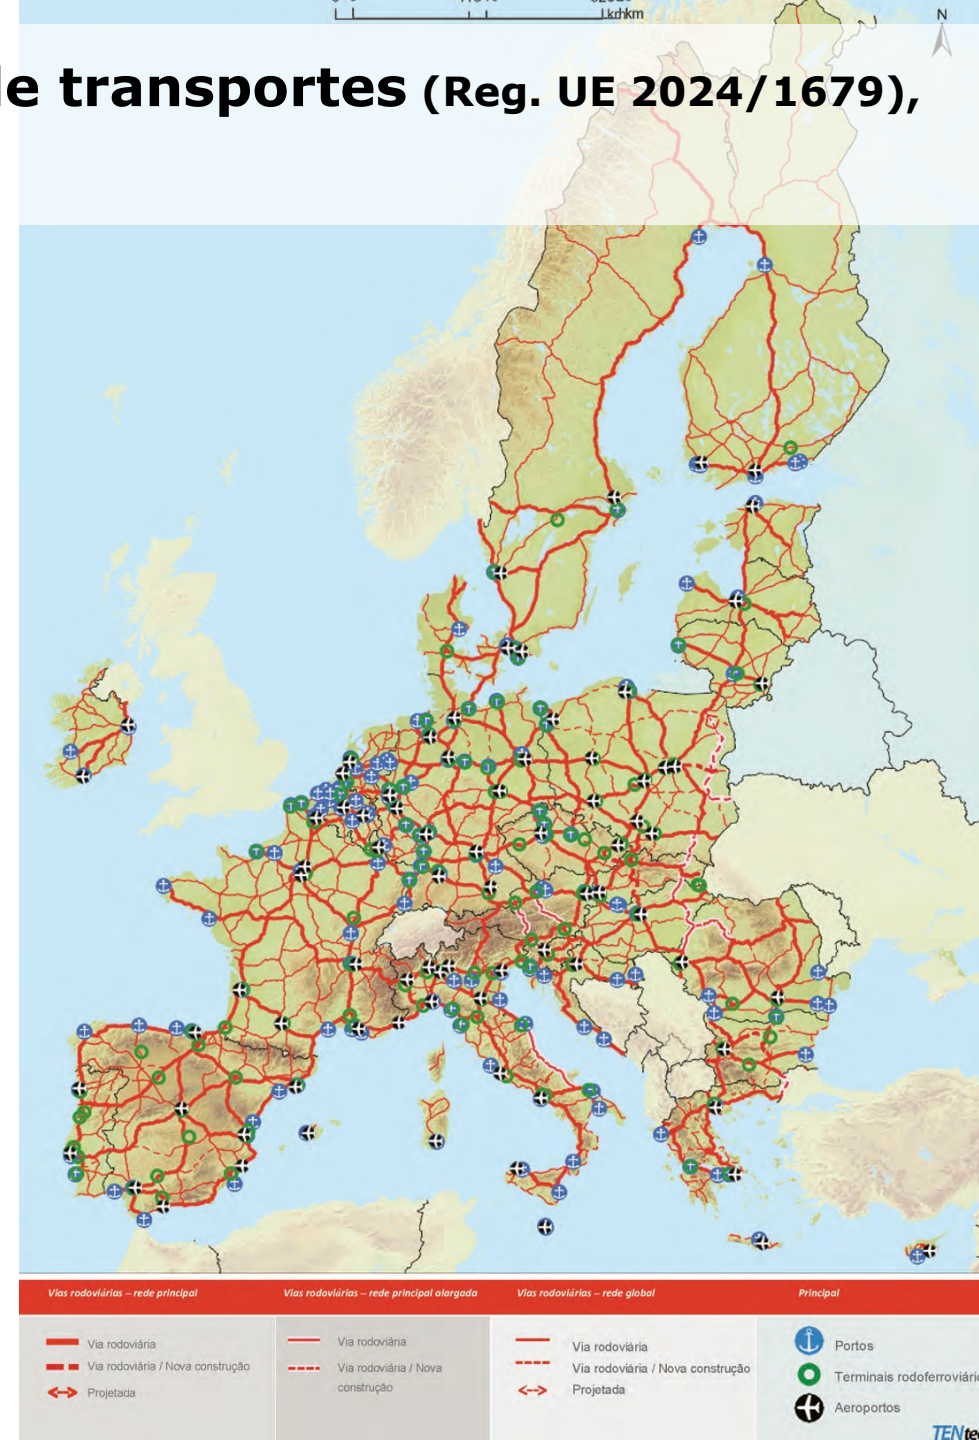 N
km
e transportes (Reg. UE 2024/1679),
Vias rodoviárias – rede principal
Via rodoviária
Via rodoviária / Nova construção
Projetada
Vias rodoviárias – rede principal alargada
Via rodoviária
Via rodoviária / Nova
construção
Vias rodoviárias – rede global
Via rodoviária
Via rodoviária / Nova construção
Projetada
Principal
Portos
Terminais rodoferroviári
Aeroportos
TENte